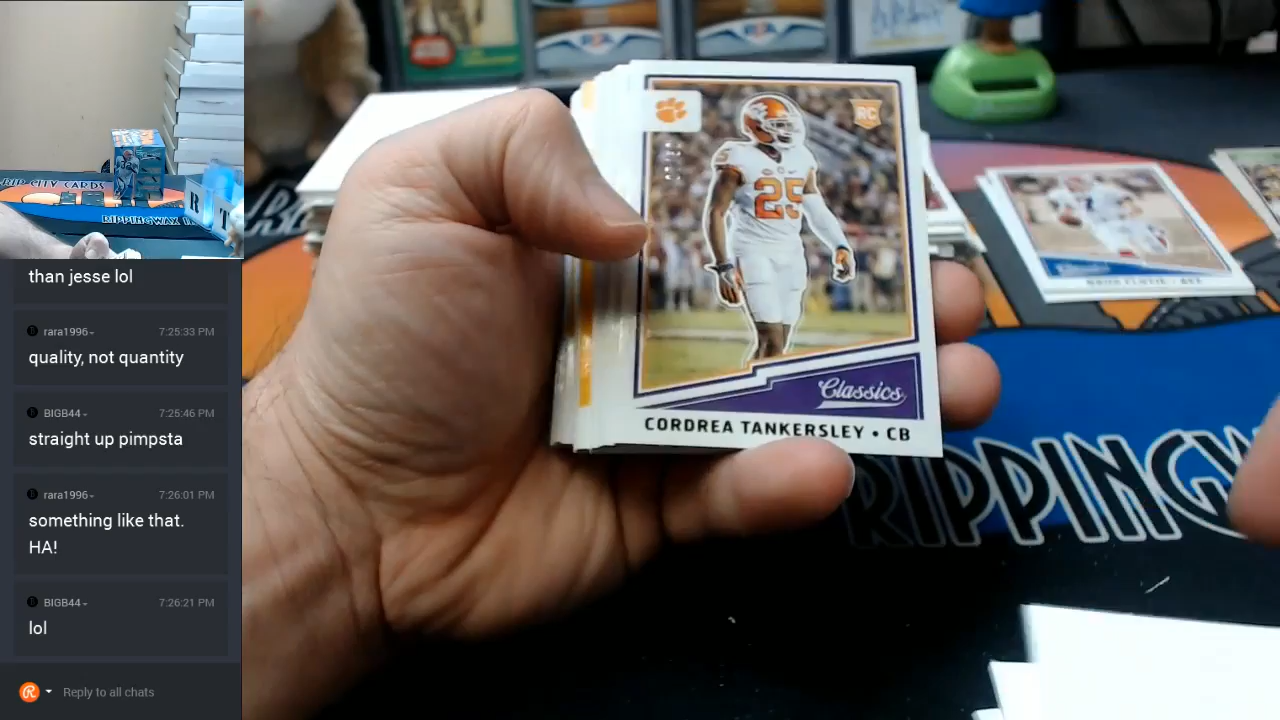 RIP CITY CARDS
RIPPINGWAX
R
T
than jesse lol
rara1996
7:25:33 PM
quality, not quantity
BIGB44
7:25:46 PM
straight up pimpsta
rara1996
7:26:01 PM
something like that.
HA!
BIGB44
7:26:21 PM
lol
Reply to all chats
RC
25
Classics
CORDREA TANKERSLEY • CB
RIPPINGW